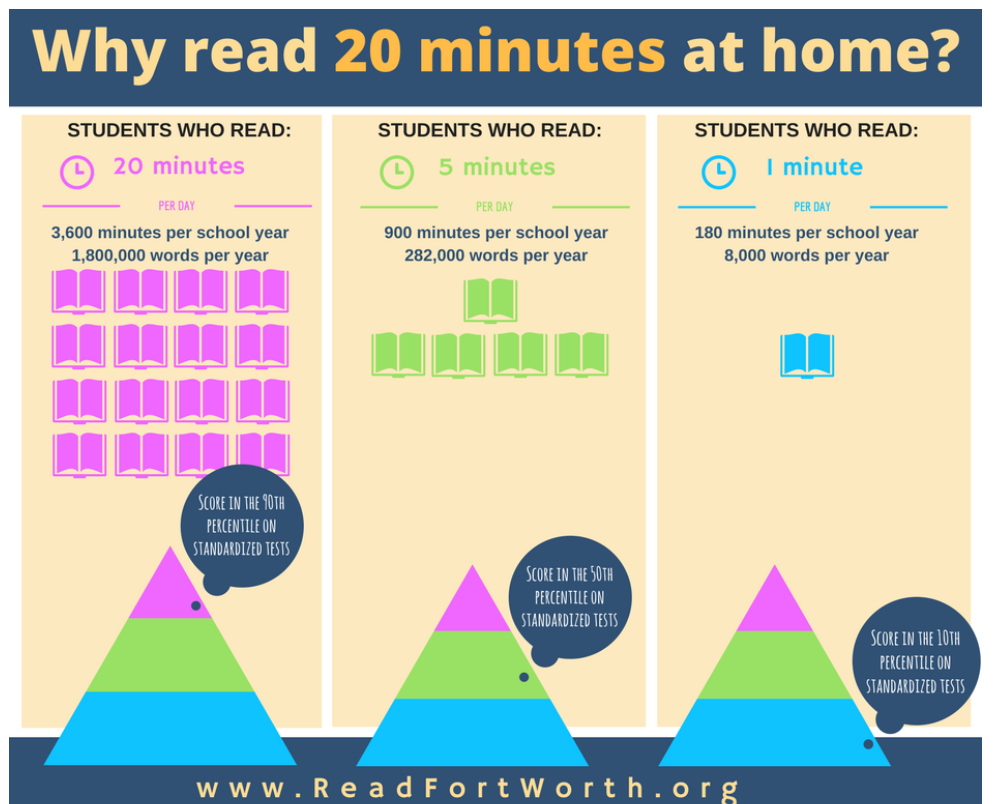 Why read 20 minutes at home?
STUDENTS WHO READ:
20 minutes
PER DAY
3,600 minutes per school year
1,800,000 words per year
SCORE IN THE 90TH
PERCENTILE ON
STANDARDIZED TESTS
STUDENTS WHO READ:
5 minutes
PER DAY
900 minutes per school year
282,000 words per year
SCORE IN THE 50TH
PERCENTILE ON
STANDARDIZED TESTS
STUDENTS WHO READ:
1 minute
PER DAY
180 minutes per school year
8,000 words per year
SCORE IN THE 10TH
PERCENTILE ON
STANDARDIZED TESTS
www.ReadFortWorth.org